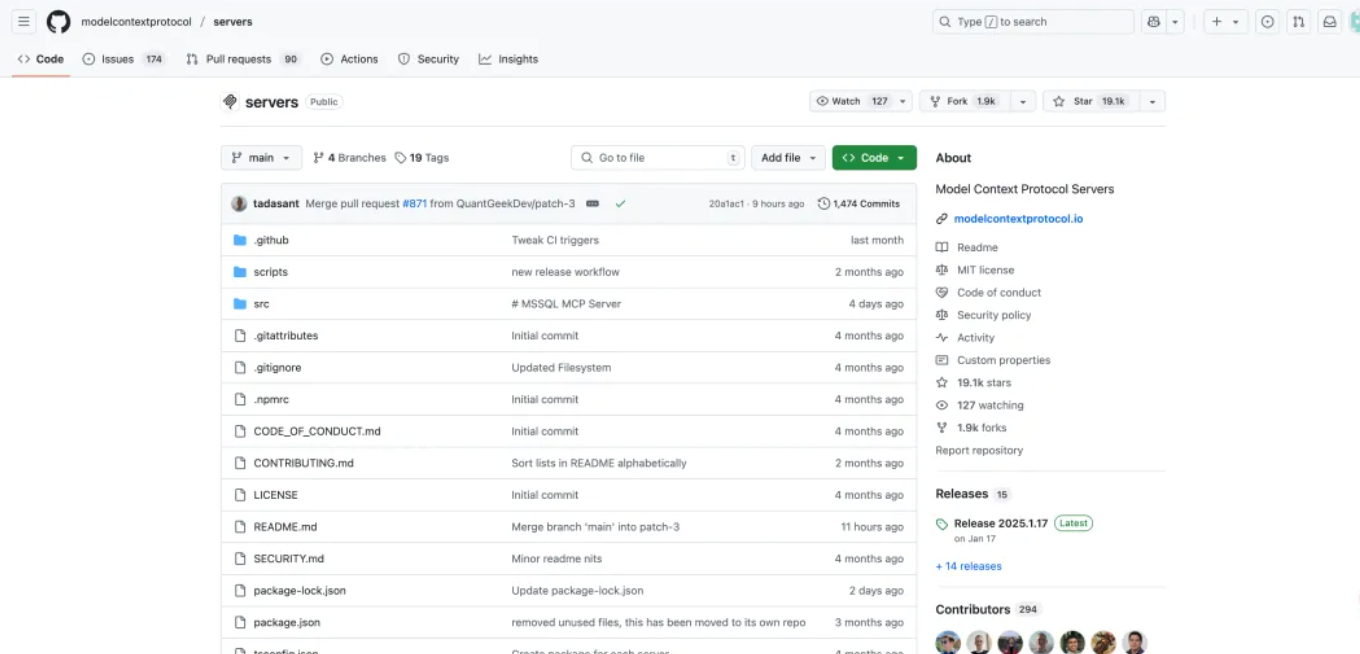 modelcontextprotocol / servers
Type / to search
Code Issues 174 Pull requests 90 Actions Security Insights
servers Public
Watch 127 Fork 1.9k Star 19.1k
main 4 Branches 19 Tags Go to file t Add file Code
tadasant Merge pull request #871 from QuantGeekDev/patch-3 20a1ac1 · 9 hours ago 1,474 Commits
.github Tweak CI triggers last month
scripts new release workflow 2 months ago
src # MSSQL MCP Server 4 days ago
.gitattributes Initial commit 4 months ago
.gitignore Updated Filesystem 4 months ago
.npmrc Initial commit 4 months ago
CODE_OF_CONDUCT.md Initial commit 4 months ago
CONTRIBUTING.md Sort lists in README alphabetically 2 months ago
LICENSE Initial commit 4 months ago
README.md Merge branch 'main' into patch-3 11 hours ago
SECURITY.md Minor readme nits 4 months ago
package-lock.json Update package-lock.json 2 days ago
package.json removed unused files, this has been moved to its own repo 3 months ago
tsconfig.json Create package for each server 4 months ago
About
Model Context Protocol Servers
modelcontextprotocol.io
Readme
MIT license
Code of conduct
Security policy
Activity
Custom properties
19.1k stars
127 watching
1.9k forks
Report repository
Releases 15
Release 2025.1.17 Latest
on Jan 17
+ 14 releases
Contributors 294